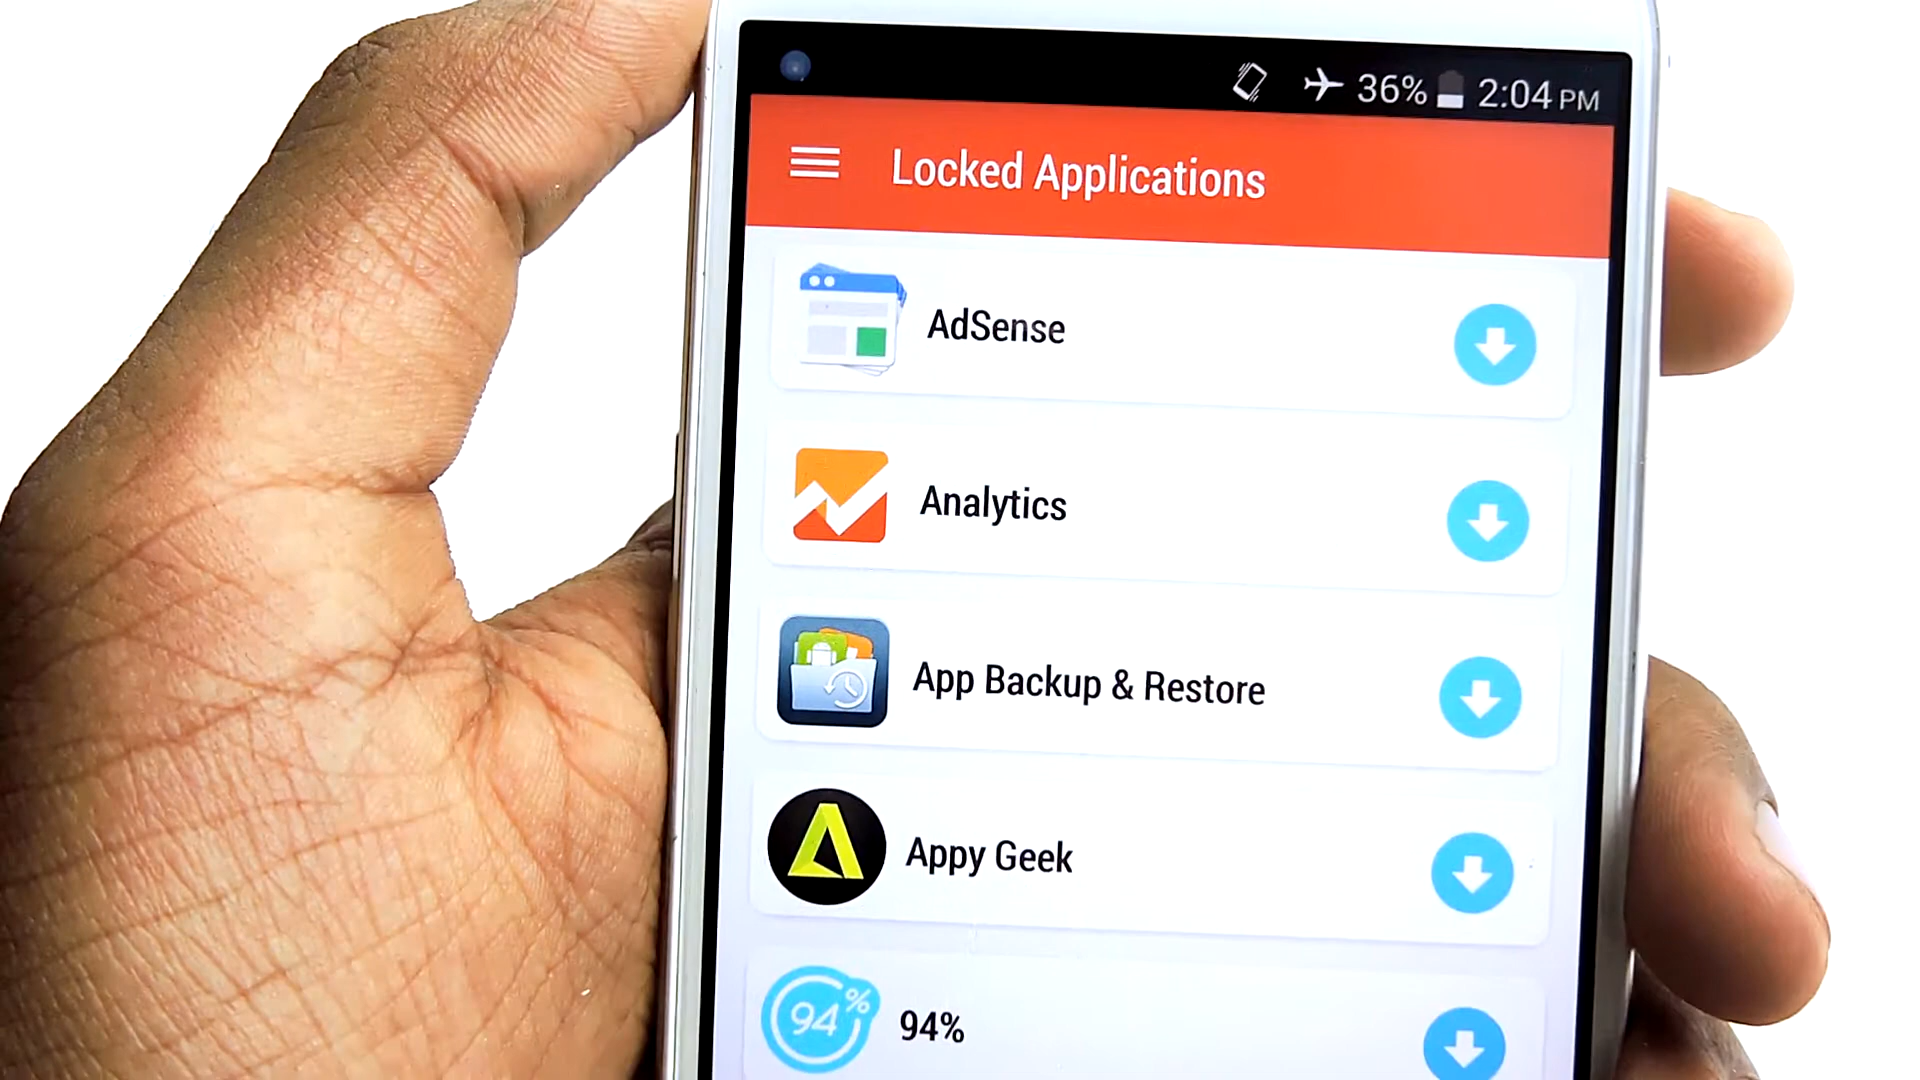 36% 2:04 PM
Locked Applications
AdSense
Analytics
App Backup & Restore
Appy Geek
94%
94%